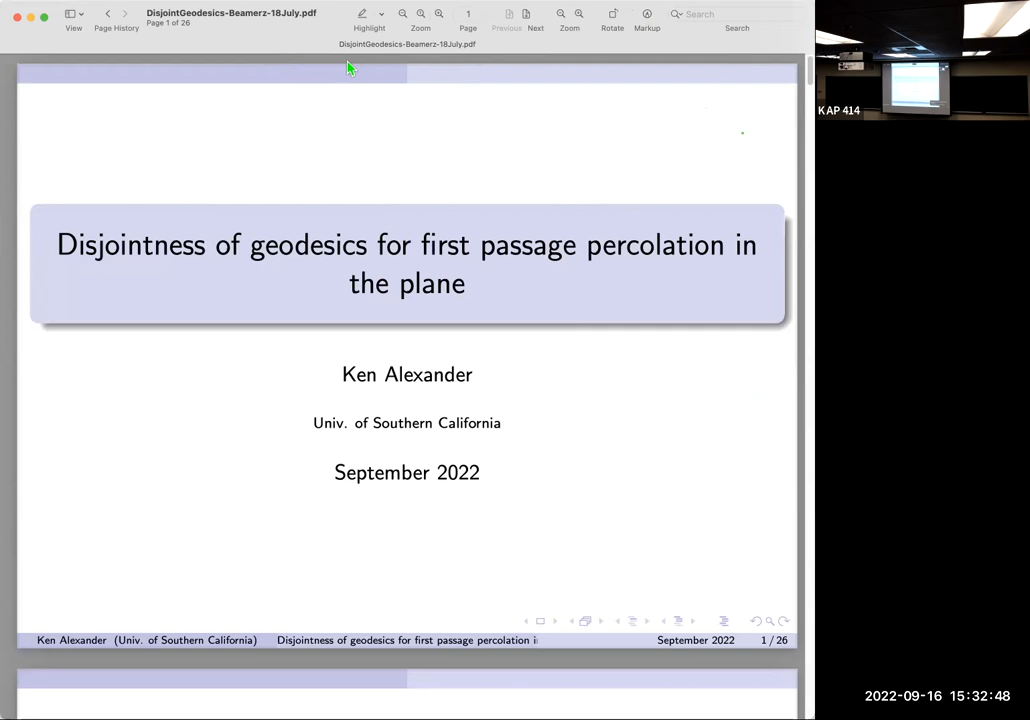 DisjointGeodesics-Beamerz-18July.pdf
Page 1 of 26
View
Page History
Highlight
Zoom
1
Page
Previous
Next
Zoom
Rotate
Markup
Search
Search
DisjointGeodesics-Beamerz-18July.pdf
KAP 414
Disjointness of geodesics for first passage percolation in
the plane
Ken Alexander
Univ. of Southern California
September 2022
Ken Alexander (Univ. of Southern California) Disjointness of geodesics for first passage percolation i September 2022 1 / 26
2022-09-16 15:32:48